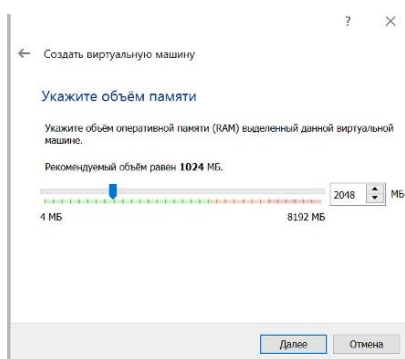 ?
← Создать виртуальную машину
Укажите объём памяти
Укажите объём оперативной памяти (RAM) выделенный данной виртуальной
машине.
Рекомендуемый объём равен 1024 МБ.
2048 МБ
4 МБ 8192 МБ
Далее Отмена